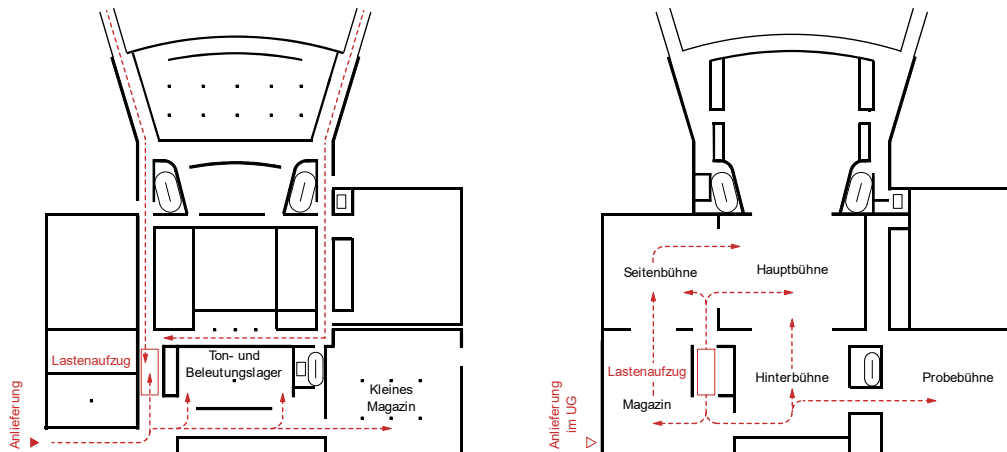 Lastenaufzug
Ton- und
Beleutungslager
Kleines
Magazin
Anlieferung
Seitenbühne
Hauptbühne
Lastenaufzug
Magazin
Hinterbühne
Probebühne
Anlieferung
im UG